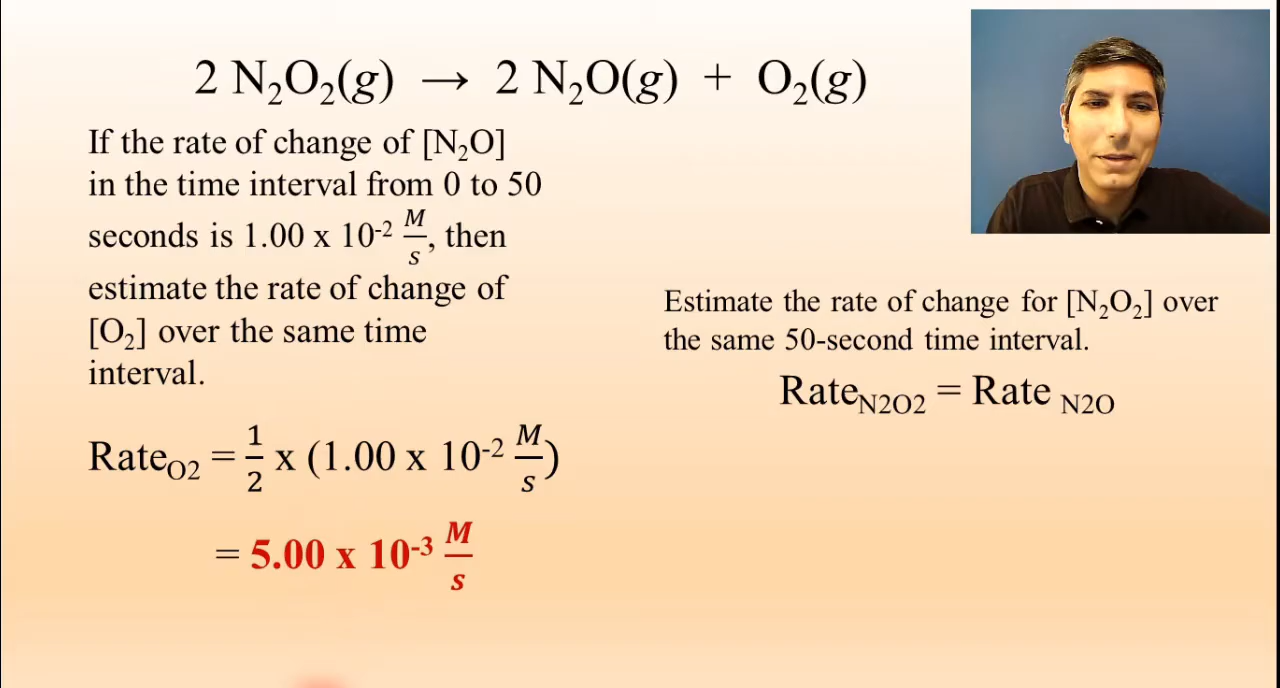 2 N₂O₂(g) → 2 N₂O(g) + O₂(g)
If the rate of change of [N₂O]
in the time interval from 0 to 50
seconds is 1.00 x 10⁻² M/s, then
estimate the rate of change of
[O₂] over the same time
interval.
Rate_O2 = 1/2 x (1.00 x 10⁻² M/s)
= 5.00 x 10⁻³ M/s
Estimate the rate of change for [N₂O₂] over
the same 50-second time interval.
Rate_N2O2 = Rate _N2O